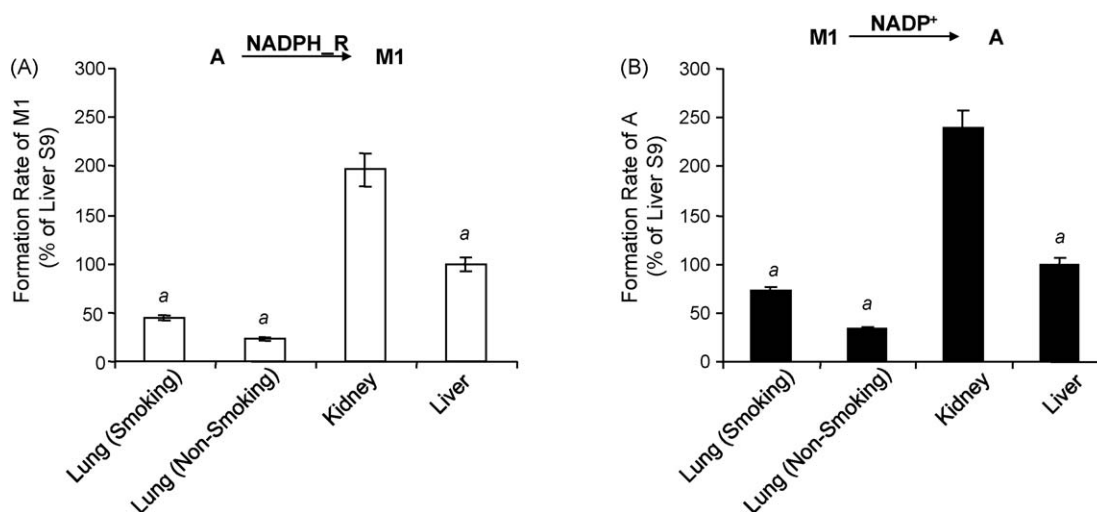 (A)
A NADPH_R M1
Formation Rate of M1
(% of Liver S9)
300
250
200
150
100
50
0
a
a
a
Lung (Smoking)
Lung (Non-Smoking)
Kidney
Liver
(B)
M1 NADP+ A
Formation Rate of A
(% of Liver S9)
300
250
200
150
100
50
0
a
a
a
Lung (Smoking)
Lung (Non-Smoking)
Kidney
Liver